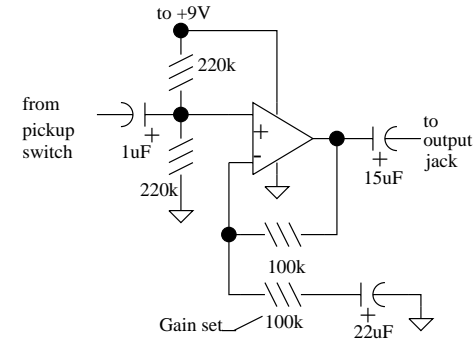 to +9V
220k
from
pickup
switch
+
1uF
220k
+
-
to
output
jack
+
15uF
100k
Gain set
100k
+
22uF